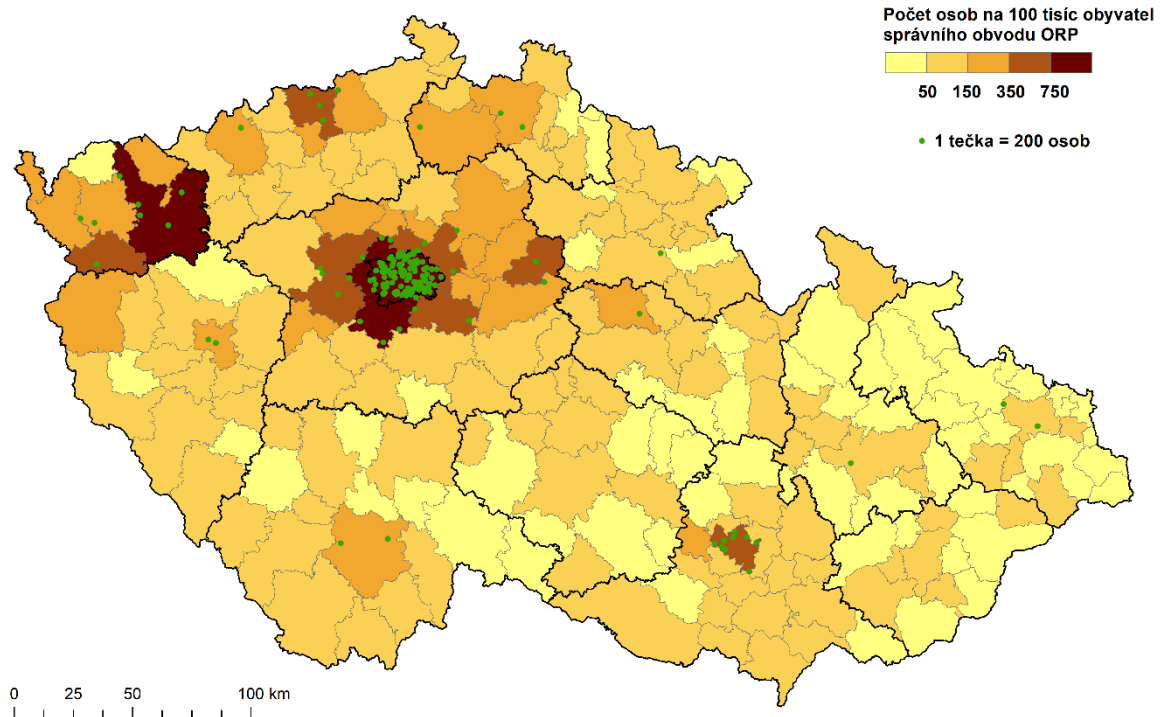 Počet osob na 100 tisíc obyvatel
správního obvodu ORP
50 150 350 750
1 tečka = 200 osob
0 25 50 100 km